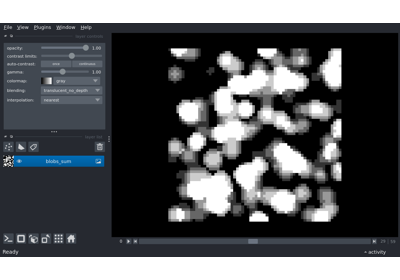 File View Plugins Window Help
opacity: 1.00
contrast limits:
auto-contrast: once continuous
gamma: 1.00
colormap: gray
blending: translucent_no_depth
interpolation: nearest
blobs_sum
Ready
activity